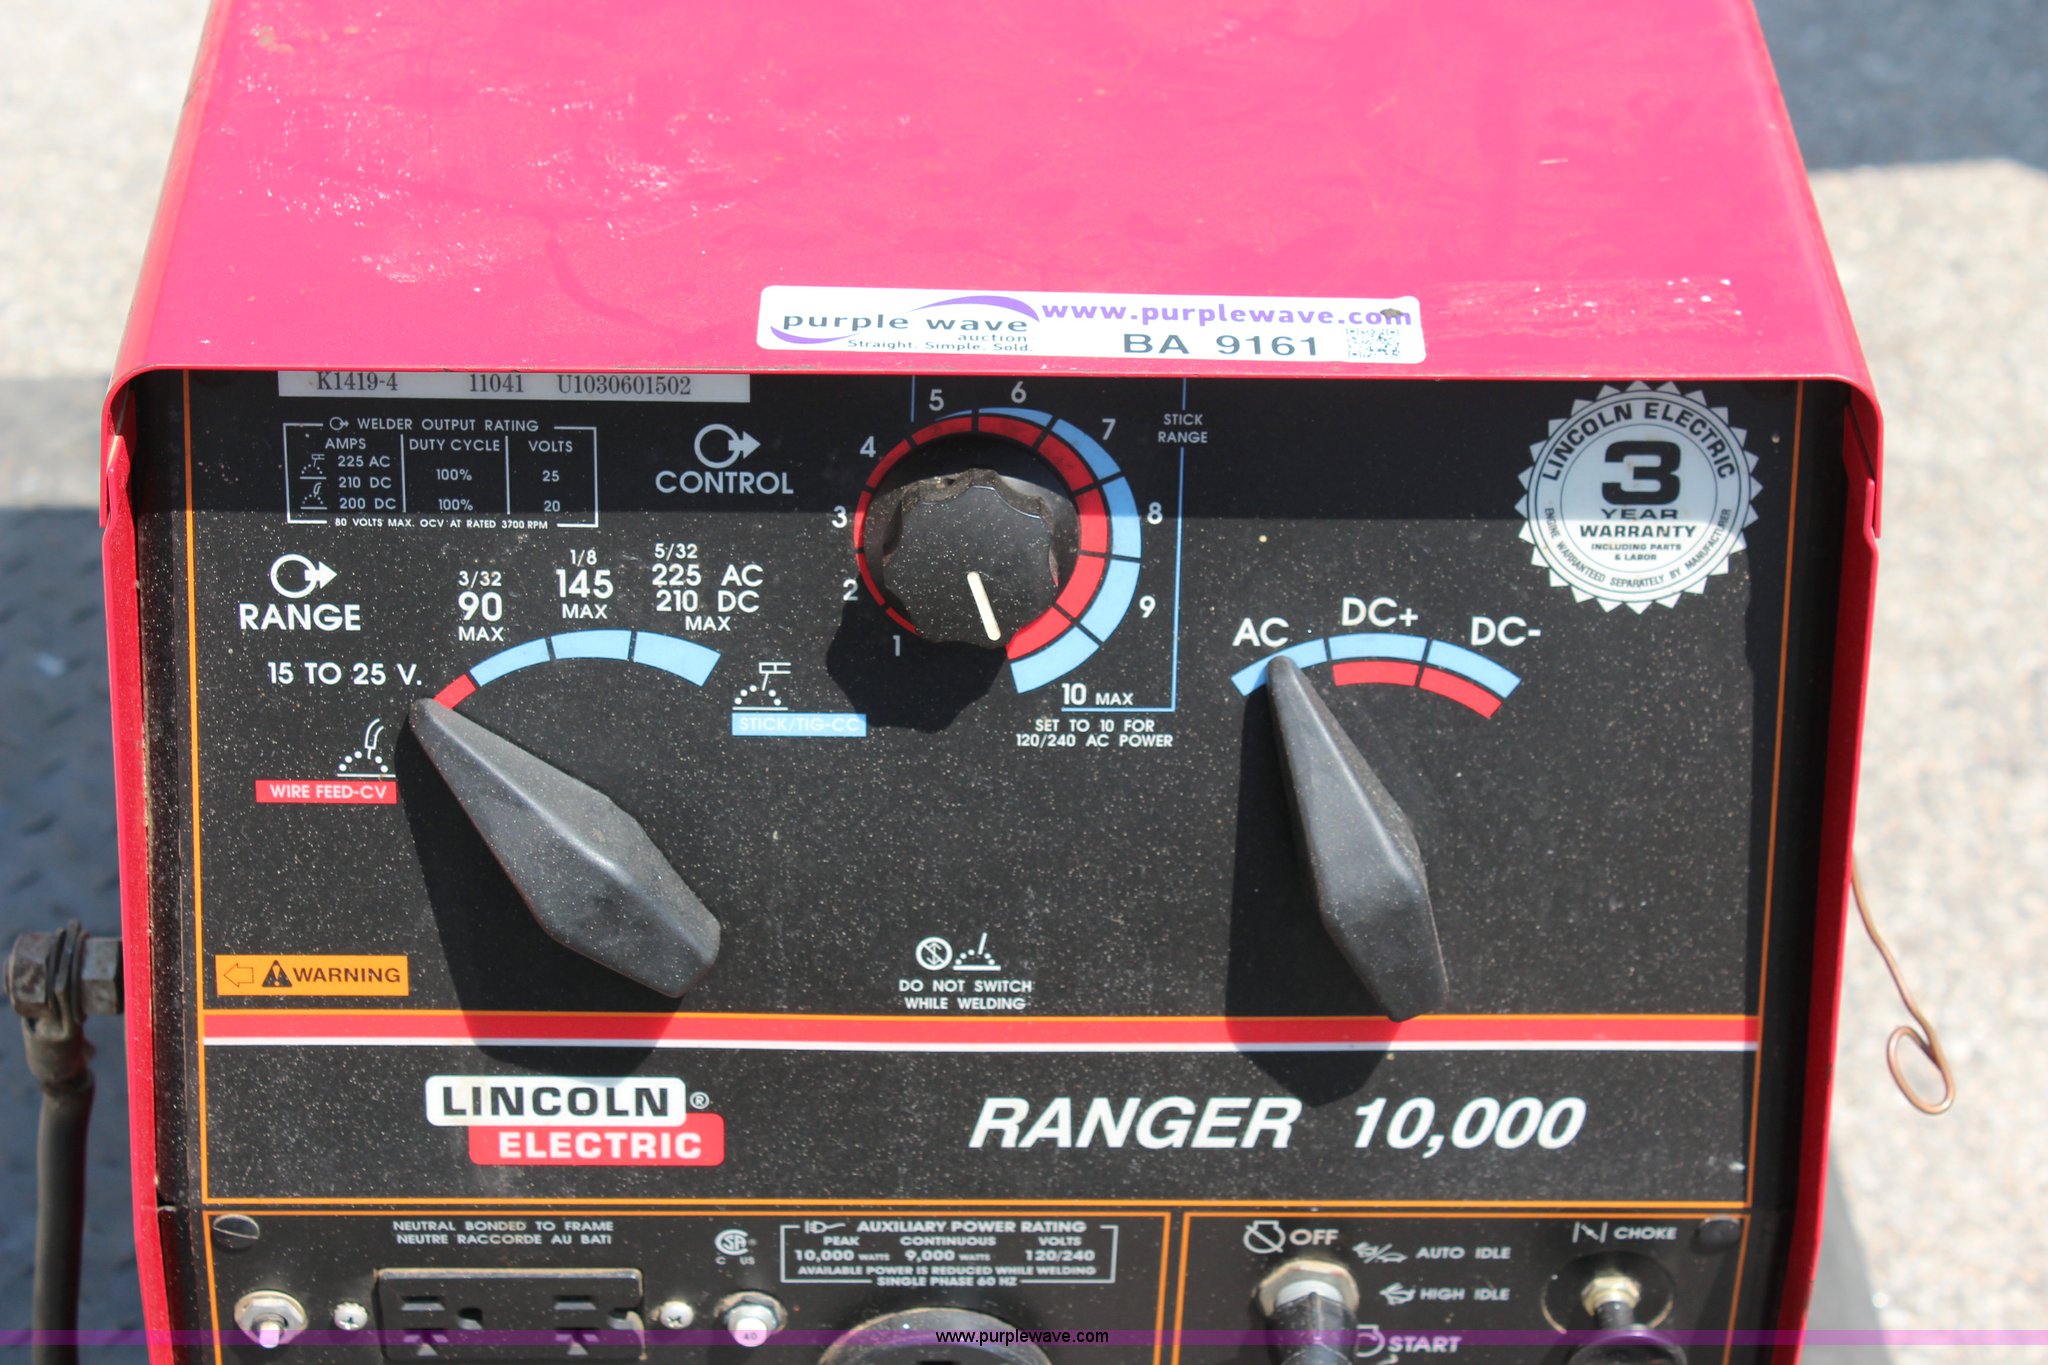 purple wave
auction
Straight. Simple. Sold.
www.purplewave.com
BA 9161
K1419-4 11041 U1030601502
WELDER OUTPUT RATING
AMPS DUTY CYCLE VOLTS
225 AC
210 DC 100% 25
200 DC 100% 20
80 VOLTS MAX. OCV AT RATED 3700 RPM
CONTROL
1
2
3
4
5
6
7
8
9
10 MAX
STICK
RANGE
SET TO 10 FOR
120/240 AC POWER
LINCOLN ELECTRIC
3
YEAR
WARRANTY
INCLUDING PARTS
& LABOR
ENGINE WARRANTEED SEPARATELY BY MANUFACTURER
RANGE
15 TO 25 V.
3/32
90
MAX
1/8
145
MAX
5/32
225 AC
210 DC
MAX
STICK/TIG-CC
WIRE FEED-CV
AC
DC+
DC-
WARNING
DO NOT SWITCH
WHILE WELDING
LINCOLN ®
ELECTRIC
RANGER 10,000
NEUTRAL BONDED TO FRAME
NEUTRE RACCORDE AU BATI
C US
AUXILIARY POWER RATING
PEAK CONTINUOUS VOLTS
10,000 WATTS 9,000 WATTS 120/240
AVAILABLE POWER IS REDUCED WHILE WELDING
SINGLE PHASE 60 HZ
OFF
AUTO IDLE
HIGH IDLE
START
CHOKE
40
www.purplewave.com